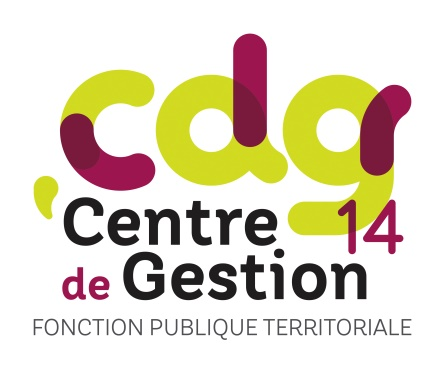 cdg
Centre 14
de Gestion
FONCTION PUBLIQUE TERRITORIALE